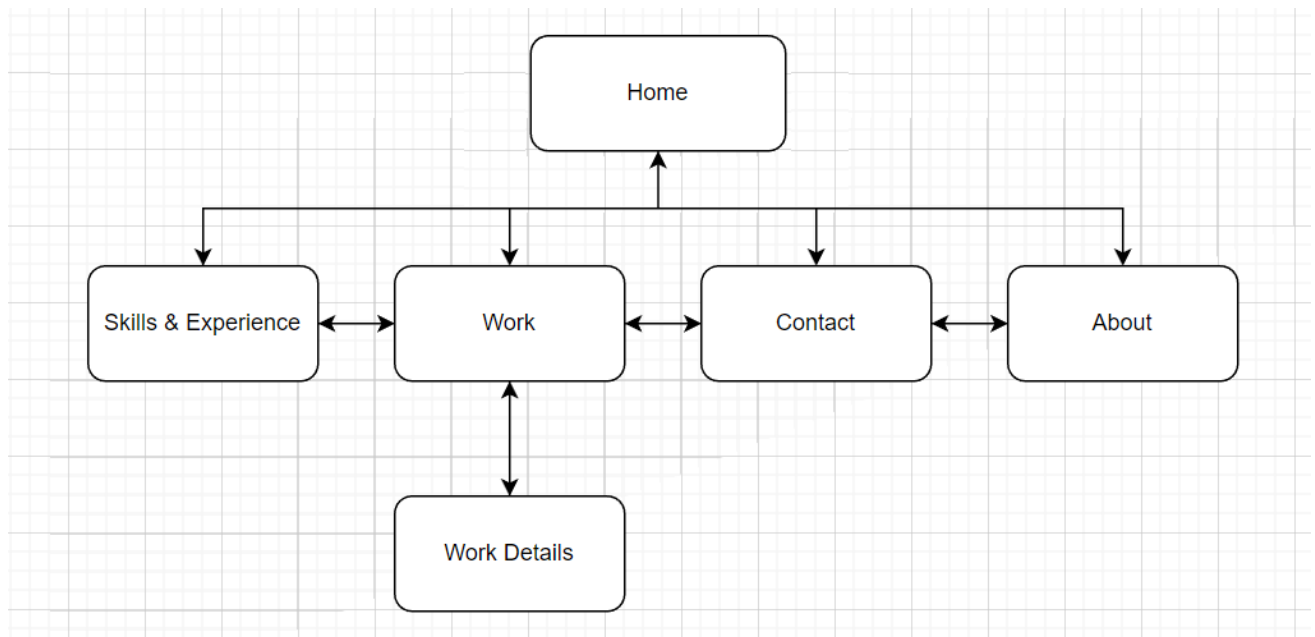 Home
Skills & Experience
Work
Contact
About
Work Details